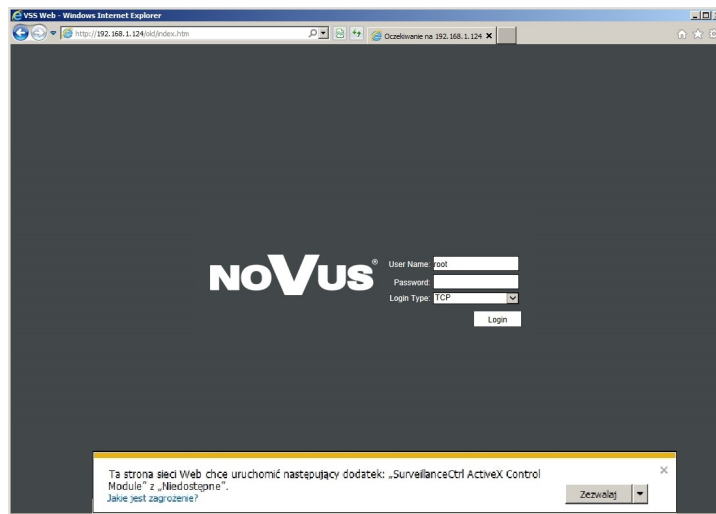 VSS Web - Windows Internet Explorer
http://192.168.1.124/old/index.htm
Oczekiwanie na 192.168.1.124
NOVUS®
User Name: root
Password:
Login Type: TCP
Login
Ta strona sieci Web chce uruchomić następujący dodatek: „SurveillanceCtrl ActiveX Control
Module” z „Niedostępne”.
Jakie jest zagrożenie?
Zezwalaj